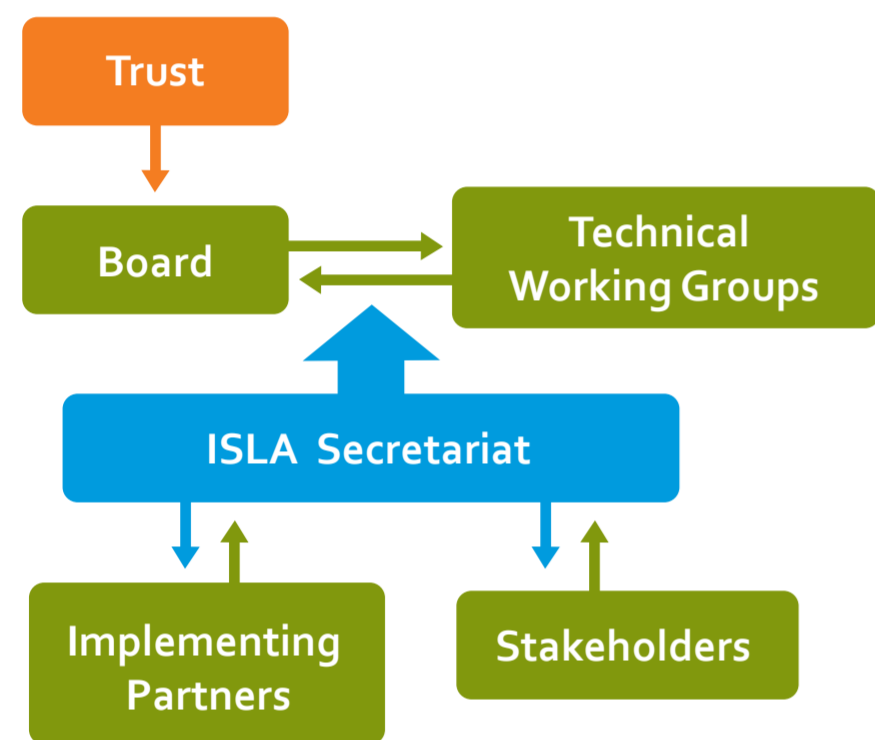 Trust
Board
Technical
Working Groups
ISLA Secretariat
Implementing
Partners
Stakeholders